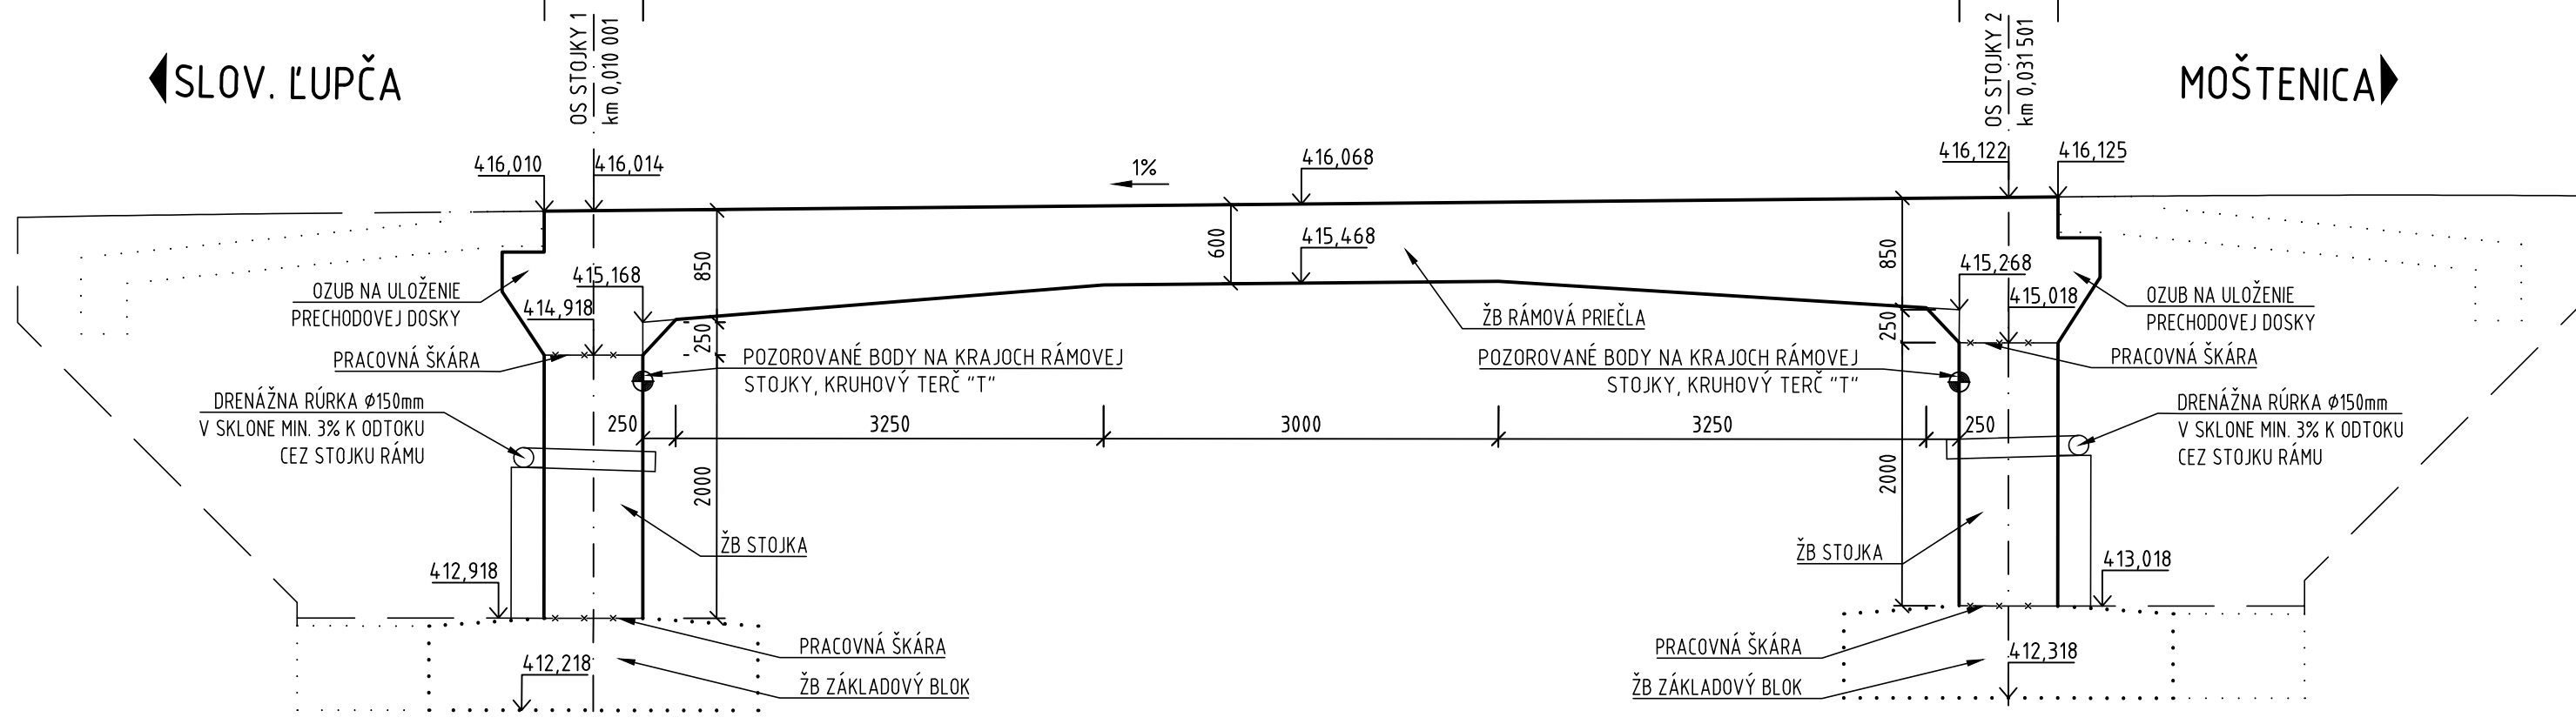 SLOV. ĽUPČA
OS STOJKY 1
km 0,010 001
OS STOJKY 2
km 0,031 501
MOŠTENICA
416,010
416,014
1%
416,068
416,122
416,125
415,468
600
850
850
415,168
414,918
250
415,268
415,018
250
OZUB NA ULOŽENIE
PRECHODOVEJ DOSKY
PRACOVNÁ ŠKÁRA
ŽB RÁMOVÁ PRIEČLA
OZUB NA ULOŽENIE
PRECHODOVEJ DOSKY
PRACOVNÁ ŠKÁRA
POZOROVANÉ BODY NA KRAJOCH RÁMOVEJ
STOJKY, KRUHOVÝ TERČ "T"
POZOROVANÉ BODY NA KRAJOCH RÁMOVEJ
STOJKY, KRUHOVÝ TERČ "T"
DRENÁŽNA RÚRKA Ø150mm
V SKLONE MIN. 3% K ODTOKU
CEZ STOJKU RÁMU
250
3250
3000
3250
250
DRENÁŽNA RÚRKA Ø150mm
V SKLONE MIN. 3% K ODTOKU
CEZ STOJKU RÁMU
2000
2000
ŽB STOJKA
ŽB STOJKA
412,918
413,018
PRACOVNÁ ŠKÁRA
PRACOVNÁ ŠKÁRA
412,218
412,318
ŽB ZÁKLADOVÝ BLOK
ŽB ZÁKLADOVÝ BLOK